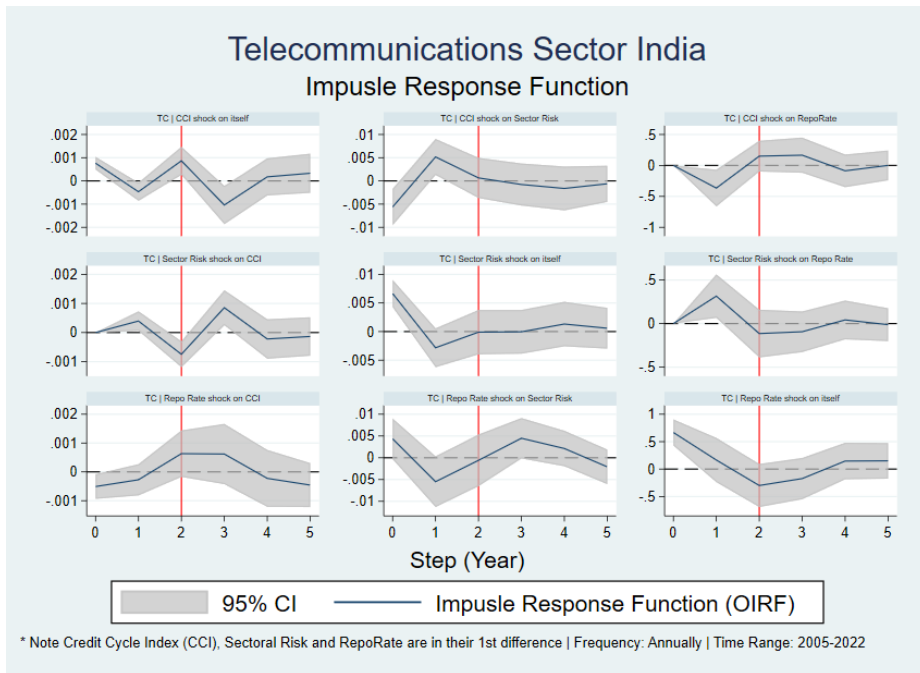 Telecommunications Sector India
Impusle Response Function
TC | CCI shock on itself
.002
.001
0
-.001
-.002
TC | CCI shock on Sector Risk
.01
.005
0
-.005
-.01
TC | CCI shock on RepoRate
.5
0
-.5
-1
TC | Sector Risk shock on CCI
.002
.001
0
-.001
TC | Sector Risk shock on itself
.01
.005
0
-.005
TC | Sector Risk shock on Repo Rate
.5
0
-.5
TC | Repo Rate shock on CCI
.002
.001
0
-.001
0 1 2 3 4 5
TC | Repo Rate shock on Sector Risk
.01
.005
0
-.005
-.01
0 1 2 3 4 5
TC | Repo Rate shock on itself
1
.5
0
-.5
0 1 2 3 4 5
Step (Year)
95% CI
Impusle Response Function (OIRF)
* Note Credit Cycle Index (CCI), Sectoral Risk and RepoRate are in their 1st difference | Frequency: Annually | Time Range: 2005-2022